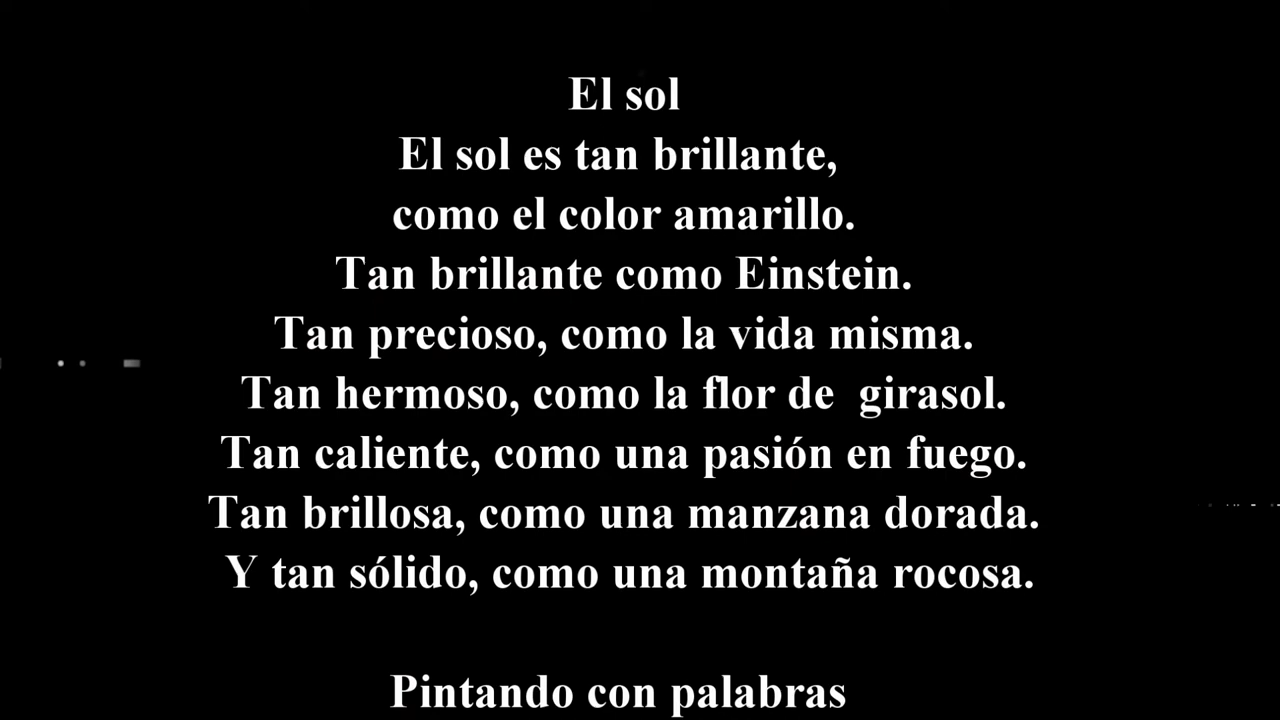 El sol
El sol es tan brillante,
como el color amarillo.
Tan brillante como Einstein.
Tan precioso, como la vida misma.
Tan hermoso, como la flor de girasol.
Tan caliente, como una pasión en fuego.
Tan brillosa, como una manzana dorada.
Y tan sólido, como una montaña rocosa.
Pintando con palabras